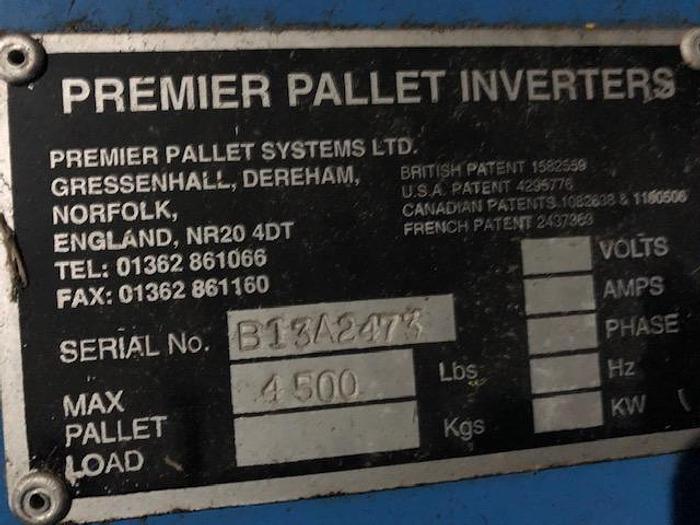 PREMIER PALLET INVERTERS
PREMIER PALLET SYSTEMS LTD.
GRESSENHALL, DEREHAM,
NORFOLK,
ENGLAND, NR20 4DT
TEL: 01362 861066
FAX: 01362 861160
BRITISH PATENT 1582559
U.S.A. PATENT 4295776
CANADIAN PATENTS 1082638 & 1160506
FRENCH PATENT 2437363
SERIAL No. B13A2473
MAX PALLET LOAD
4500 Lbs
Kgs
VOLTS
AMPS
PHASE
Hz
KW